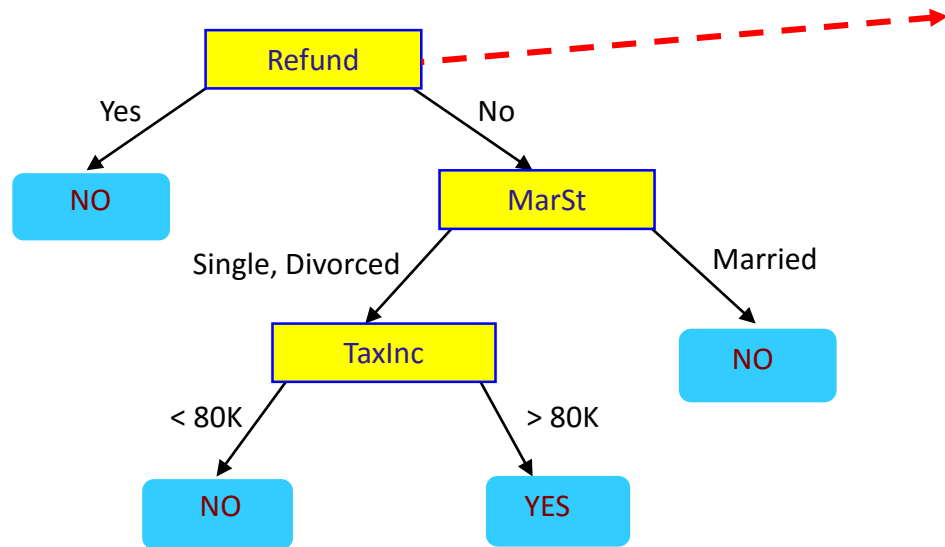 Refund
Yes
No
NO
MarSt
Single, Divorced
Married
TaxInc
NO
< 80K
> 80K
NO
YES